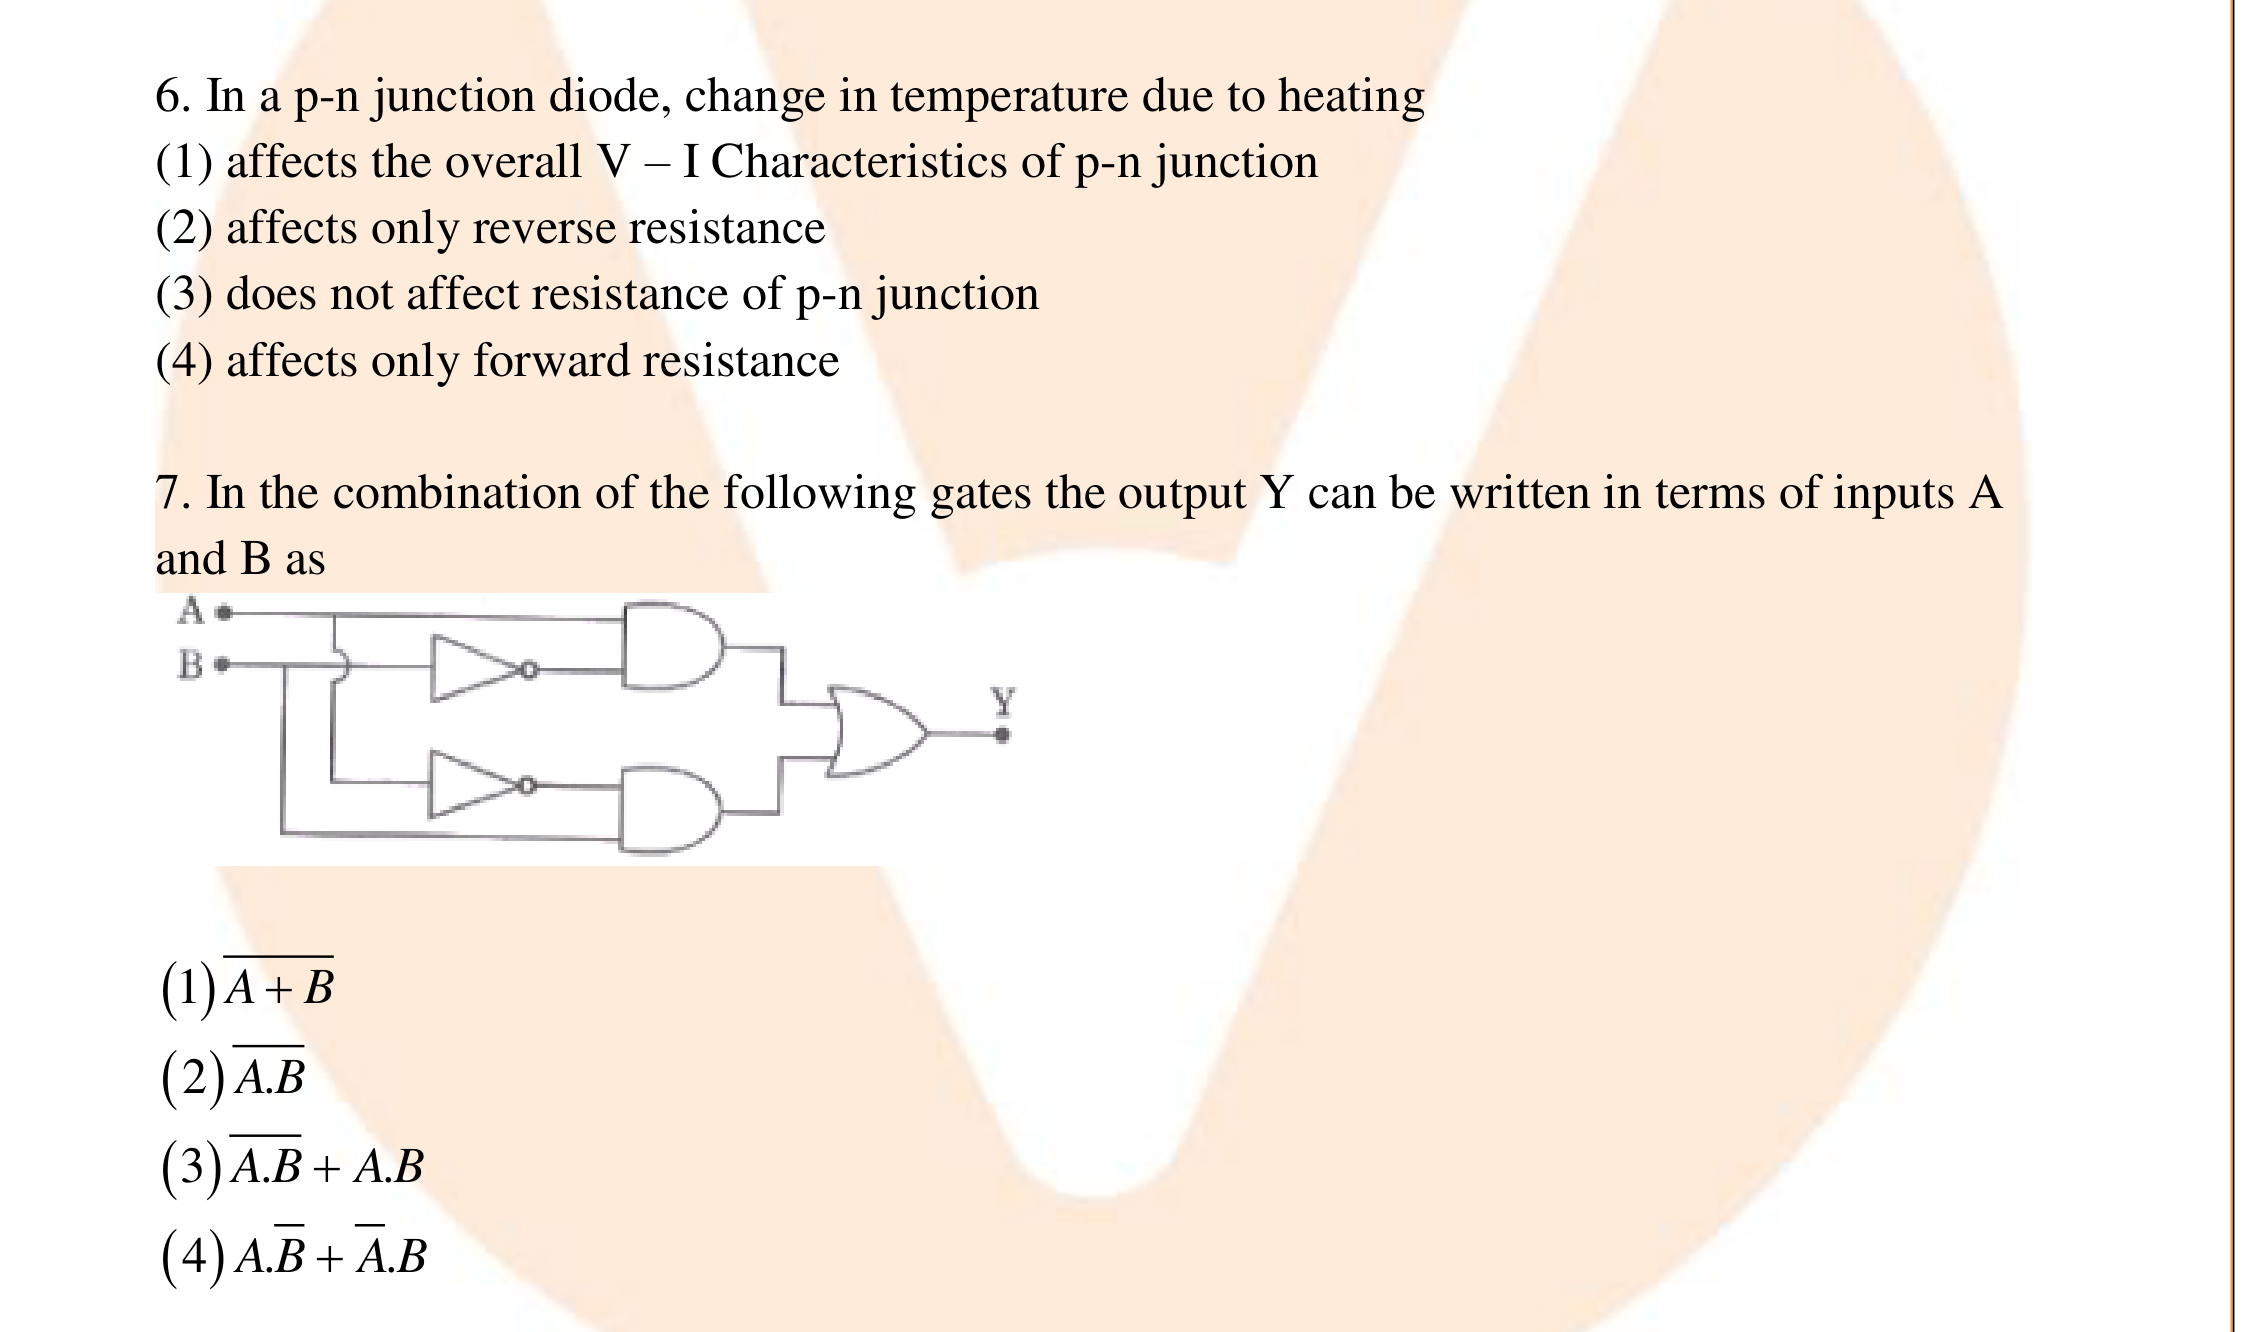 6. In a p-n junction diode, change in temperature due to heating
(1) affects the overall V – I Characteristics of p-n junction
(2) affects only reverse resistance
(3) does not affect resistance of p-n junction
(4) affects only forward resistance
7. In the combination of the following gates the output Y can be written in terms of inputs A
and B as
A
B
Y
(1) \overline{A + B}
(2) \overline{A.B}
(3) \overline{A.B} + A.B
(4) A.\overline{B} + \overline{A}.B